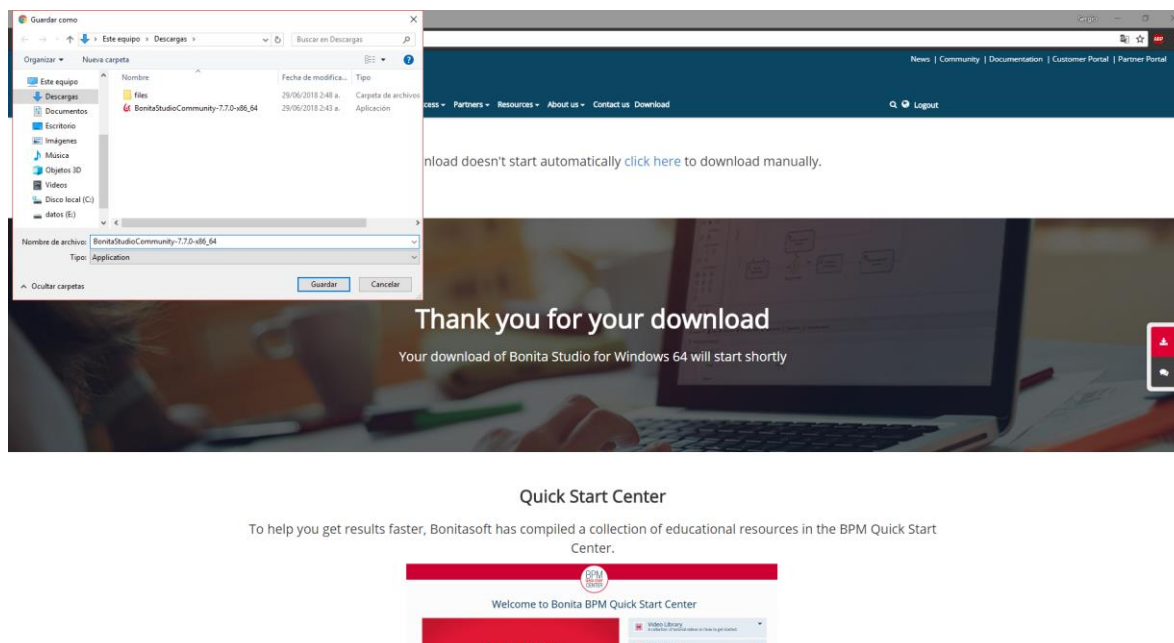 Guardar como
Sergio
Este equipo > Descargas >
Buscar en Descargas
Organizar
Nueva carpeta
News | Community | Documentation | Customer Portal | Partner Portal
Nombre
Fecha de modifica...
Tipo
Este equipo
Descargas
Documentos
Escritorio
Imágenes
Música
Objetos 3D
Vídeos
Disco local (C:)
datos (E:)
files
29/06/2018 2:48 a.
Carpeta de archivos
BonitaStudioCommunity-7.7.0-x86_64
29/06/2018 2:43 a.
Aplicación
cess Partners Resources About us Contact us Download
Logout
nload doesn't start automatically click here to download manually.
Nombre de archivo: BonitaStudioCommunity-7.7.0-x86_64
Tipo: Application
Ocultar carpetas
Guardar
Cancelar
Thank you for your download
Your download of Bonita Studio for Windows 64 will start shortly
Quick Start Center
To help you get results faster, Bonitasoft has compiled a collection of educational resources in the BPM Quick Start
Center.
BPM
Welcome to Bonita BPM Quick Start Center
Video Library